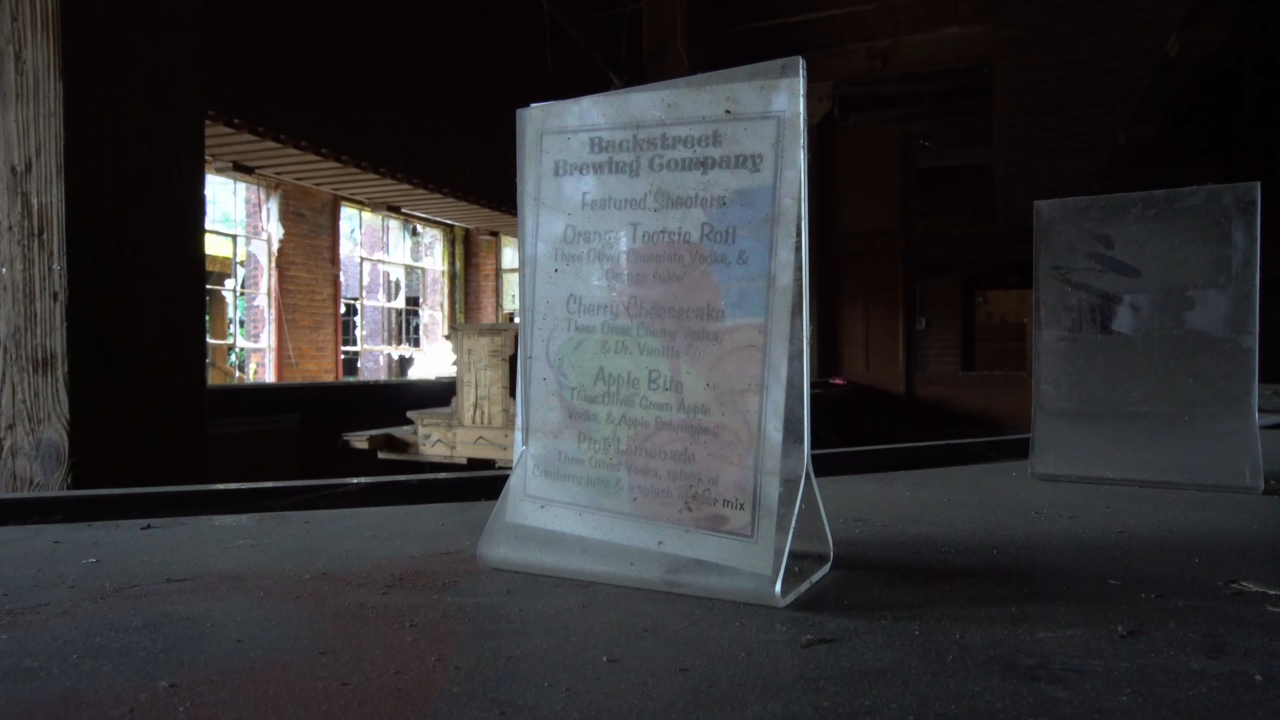 Backstreet
Brewing Company
Featured Shooters
Orange Tootsie Roll
Three Olives Chocolate Vodka, &
Orange Juice
Cherry Cheesecake
Three Olives Cherry Vodka,
& Dr. Vanilla
Apple Bite
Three Olives Green Apple
Vodka, & Apple Schnapps
Pink Lemonade
Three Olives Vodka, splash of
Cranberry juice & a splash of mix